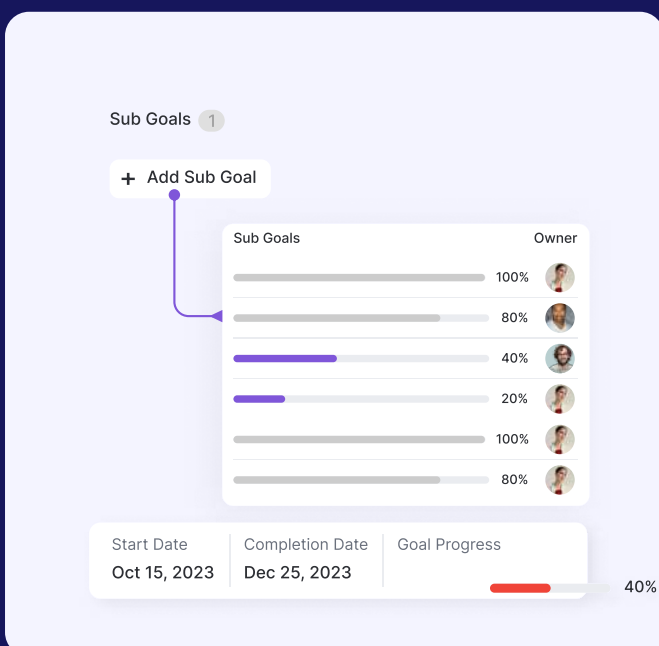 Sub Goals 1
+ Add Sub Goal
Sub Goals Owner
100%
80%
40%
20%
100%
80%
Start Date Completion Date Goal Progress
Oct 15, 2023 Dec 25, 2023
40%